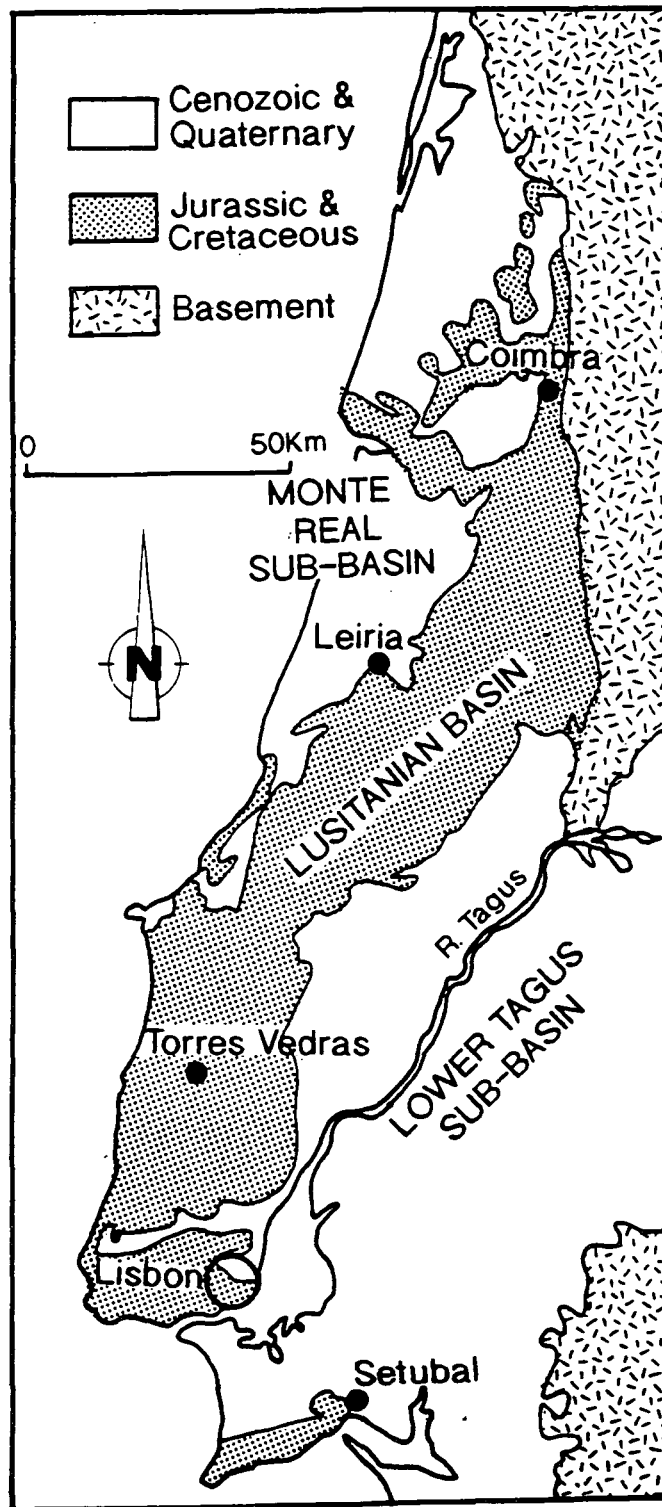 Cenozoic &
Quaternary
Jurassic &
Cretaceous
Basement
Coimbra
0 50Km
MONTE
REAL
SUB-BASIN
N
Leiria
LUSITANIAN BASIN
R. Tagus
LOWER TAGUS
SUB-BASIN
Torres Vedras
Lisbon
Setubal